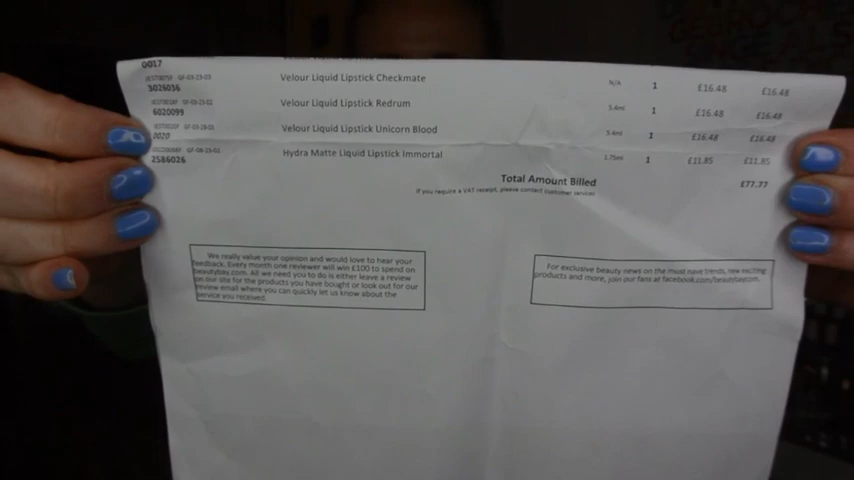 0017
Velour Liquid Lipstick Checkmate N/A 1 £16.48 £16.48
3026036
Velour Liquid Lipstick Redrum 5.4ml 1 £16.48 £16.48
6020099
Velour Liquid Lipstick Unicorn Blood 5.4ml 1 £16.48 £16.48
0020
Hydra Matte Liquid Lipstick Immortal 1.75ml 1 £11.85 £11.85
2586026
Total Amount Billed £77.77
If you require a VAT receipt, please contact customer services
We really value your opinion and would love to hear your
feedback. Every month one reviewer will win £100 to spend on
beautybay.com. All we need you to do is either leave a review
on our site for the products you have bought or look out for our
review email where you can quickly let us know about the
service you received.
For exclusive beauty news on the must have trends, new exciting
products and more, join our fans at facebook.com/beautybaycom.